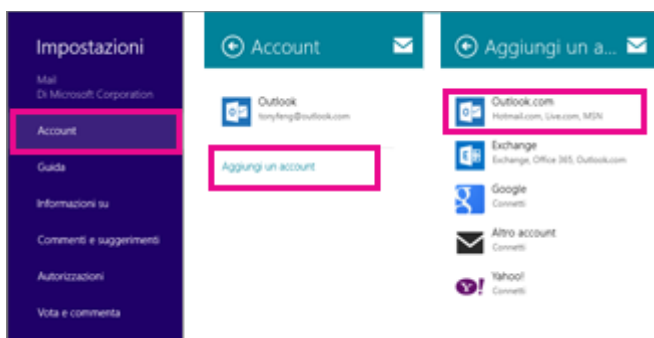 Impostazioni
Mail
Di Microsoft Corporation
Account
Guida
Informazioni su
Commenti e suggerimenti
Autorizzazioni
Vota e commenta
Account
Outlook
tonyfeng@outlook.com
Aggiungi un account
Aggiungi un a...
Outlook.com
Hotmail.com, Live.com, MSN
Exchange
Exchange, Office 365, Outlook.com
Google
Connetti
Altro account
Connetti
Yahoo!
Connetti